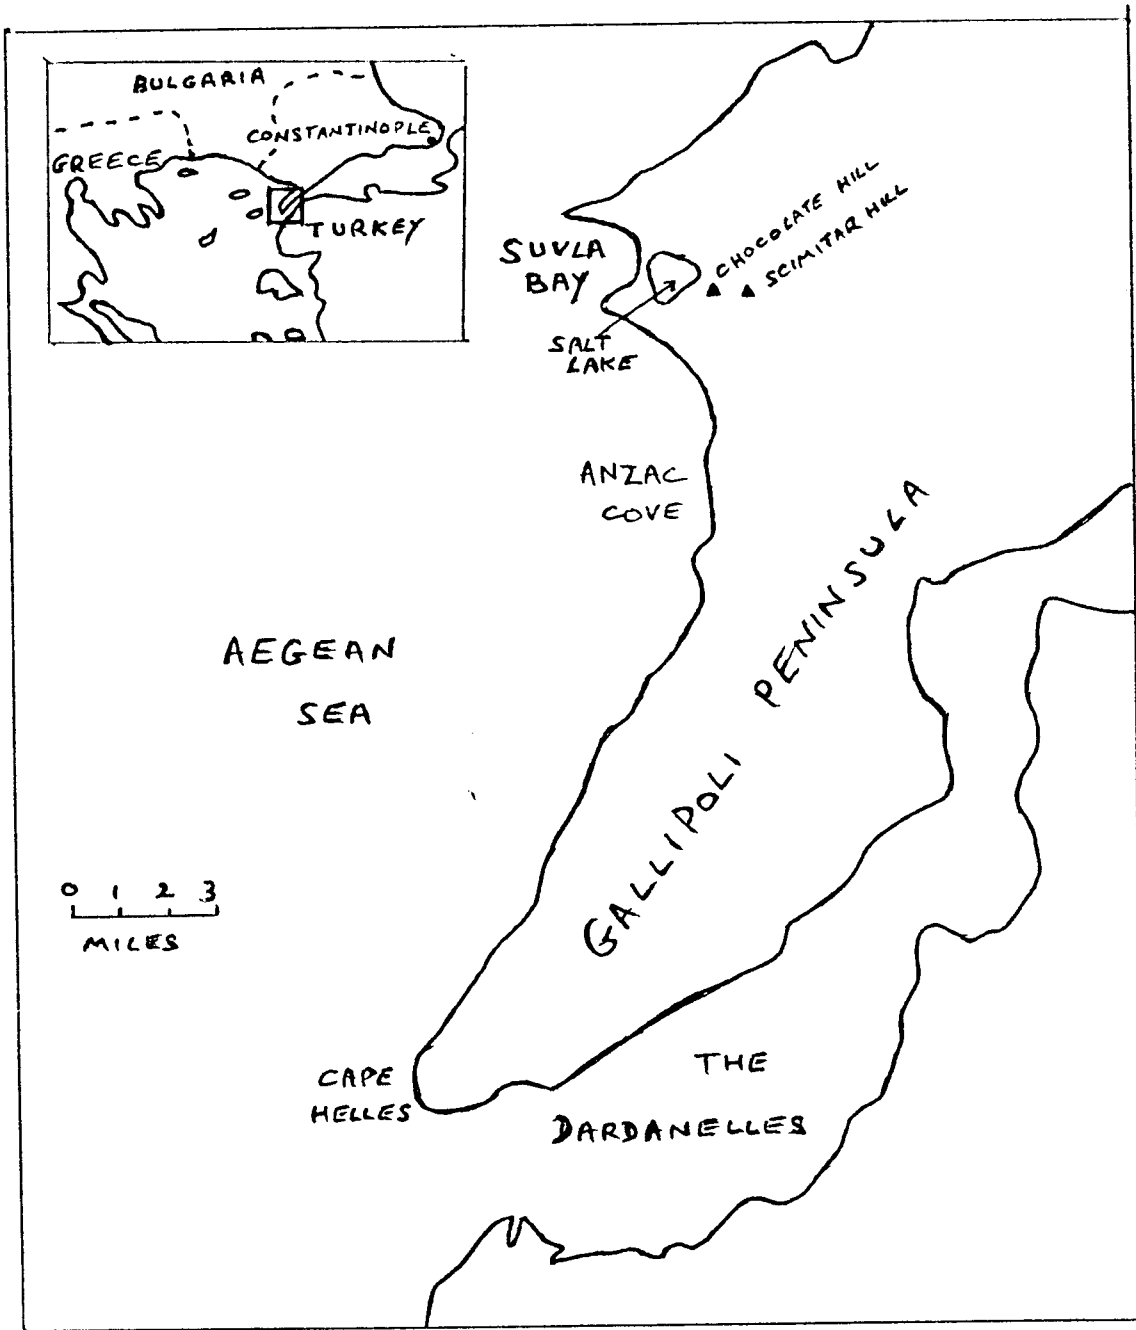 BULGARIA
CONSTANTINOPLE
GREECE
TURKEY
CHOCOLATE HILL
SCIMITAR HILL
SUVLA
BAY
SALT
LAKE
ANZAC
COVE
GALLIPOLI PENINSULA
AEGEAN
SEA
0 1 2 3
MILES
CAPE
HELLES
THE
DARDANELLES